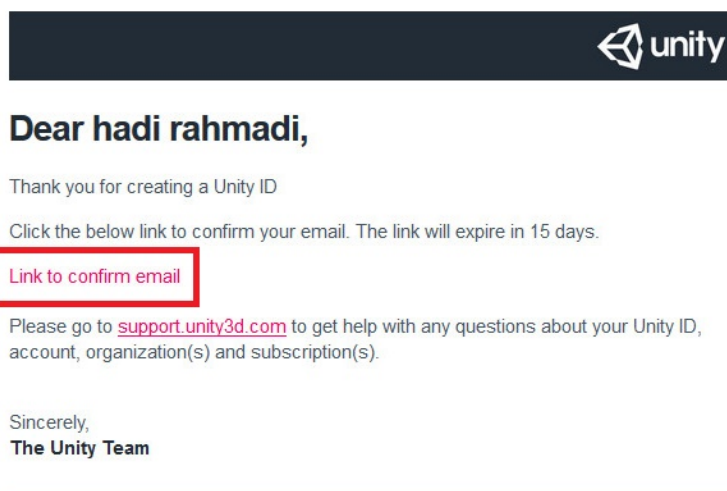 unity
Dear hadi rahmadi,
Thank you for creating a Unity ID
Click the below link to confirm your email. The link will expire in 15 days.
Link to confirm email
Please go to support.unity3d.com to get help with any questions about your Unity ID,
account, organization(s) and subscription(s).
Sincerely,
The Unity Team